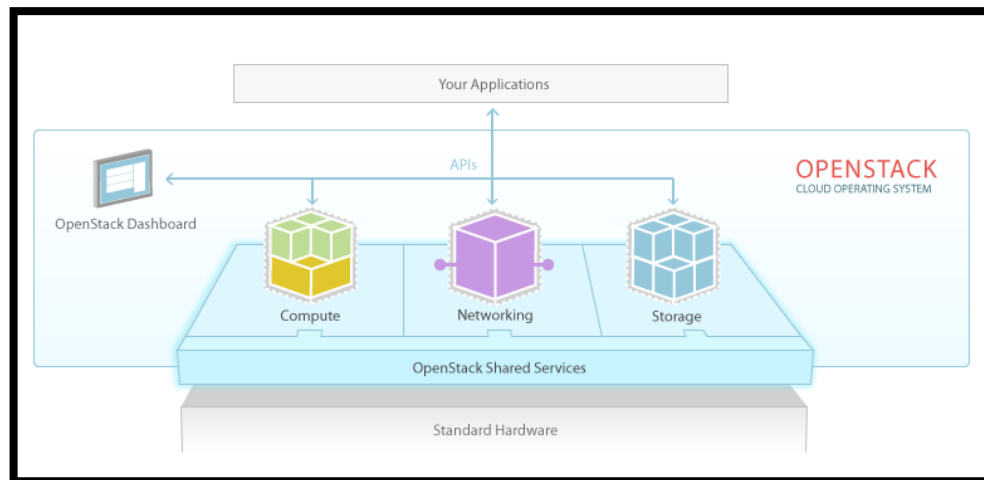 Your Applications
APIs
OPENSTACK
CLOUD OPERATING SYSTEM
OpenStack Dashboard
Compute
Networking
Storage
OpenStack Shared Services
Standard Hardware